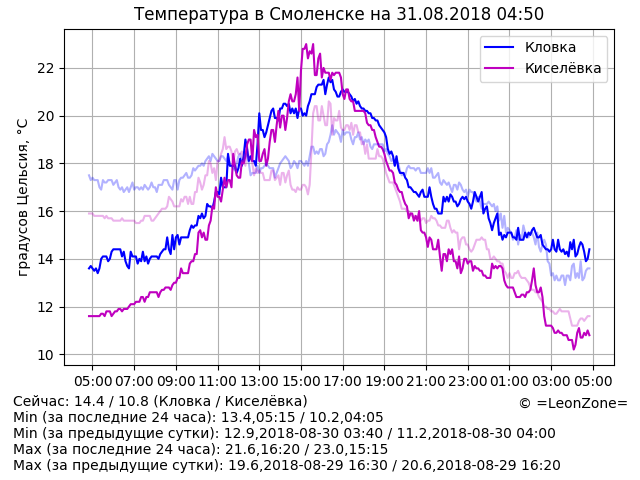 Температура в Смоленске на 31.08.2018 04:50
Кловка
Киселёвка
градусов Цельсия, °C
22
20
18
16
14
12
10
05:00 07:00 09:00 11:00 13:00 15:00 17:00 19:00 21:00 23:00 01:00 03:00 05:00
Сейчас: 14.4 / 10.8 (Кловка / Киселёвка)
© =LeonZone=
Min (за последние 24 часа): 13.4,05:15 / 10.2,04:05
Min (за предыдущие сутки): 12.9,2018-08-30 03:40 / 11.2,2018-08-30 04:00
Max (за последние 24 часа): 21.6,16:20 / 23.0,15:15
Max (за предыдущие сутки): 19.6,2018-08-29 16:30 / 20.6,2018-08-29 16:20